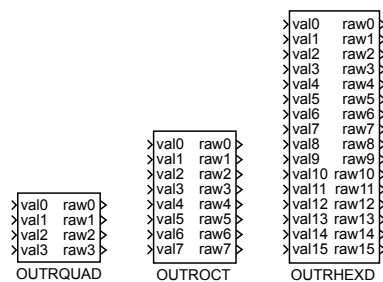 val0 raw0
val1 raw1
val2 raw2
val3 raw3
OUTRQUAD
val0 raw0
val1 raw1
val2 raw2
val3 raw3
val4 raw4
val5 raw5
val6 raw6
val7 raw7
OUTROCT
val0 raw0
val1 raw1
val2 raw2
val3 raw3
val4 raw4
val5 raw5
val6 raw6
val7 raw7
val8 raw8
val9 raw9
val10 raw10
val11 raw11
val12 raw12
val13 raw13
val14 raw14
val15 raw15
OUTRHEXD